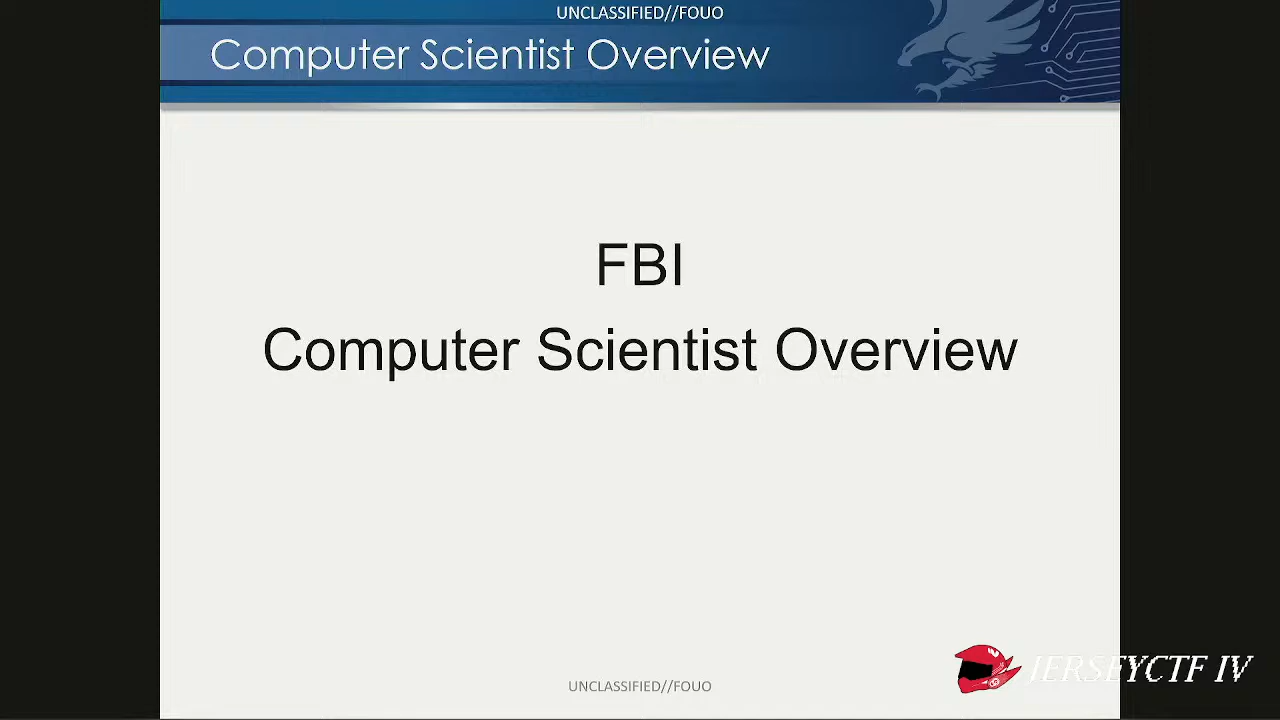 UNCLASSIFIED//FOUO
Computer Scientist Overview
FBI
Computer Scientist Overview
JERSEYCTF IV
UNCLASSIFIED//FOUO